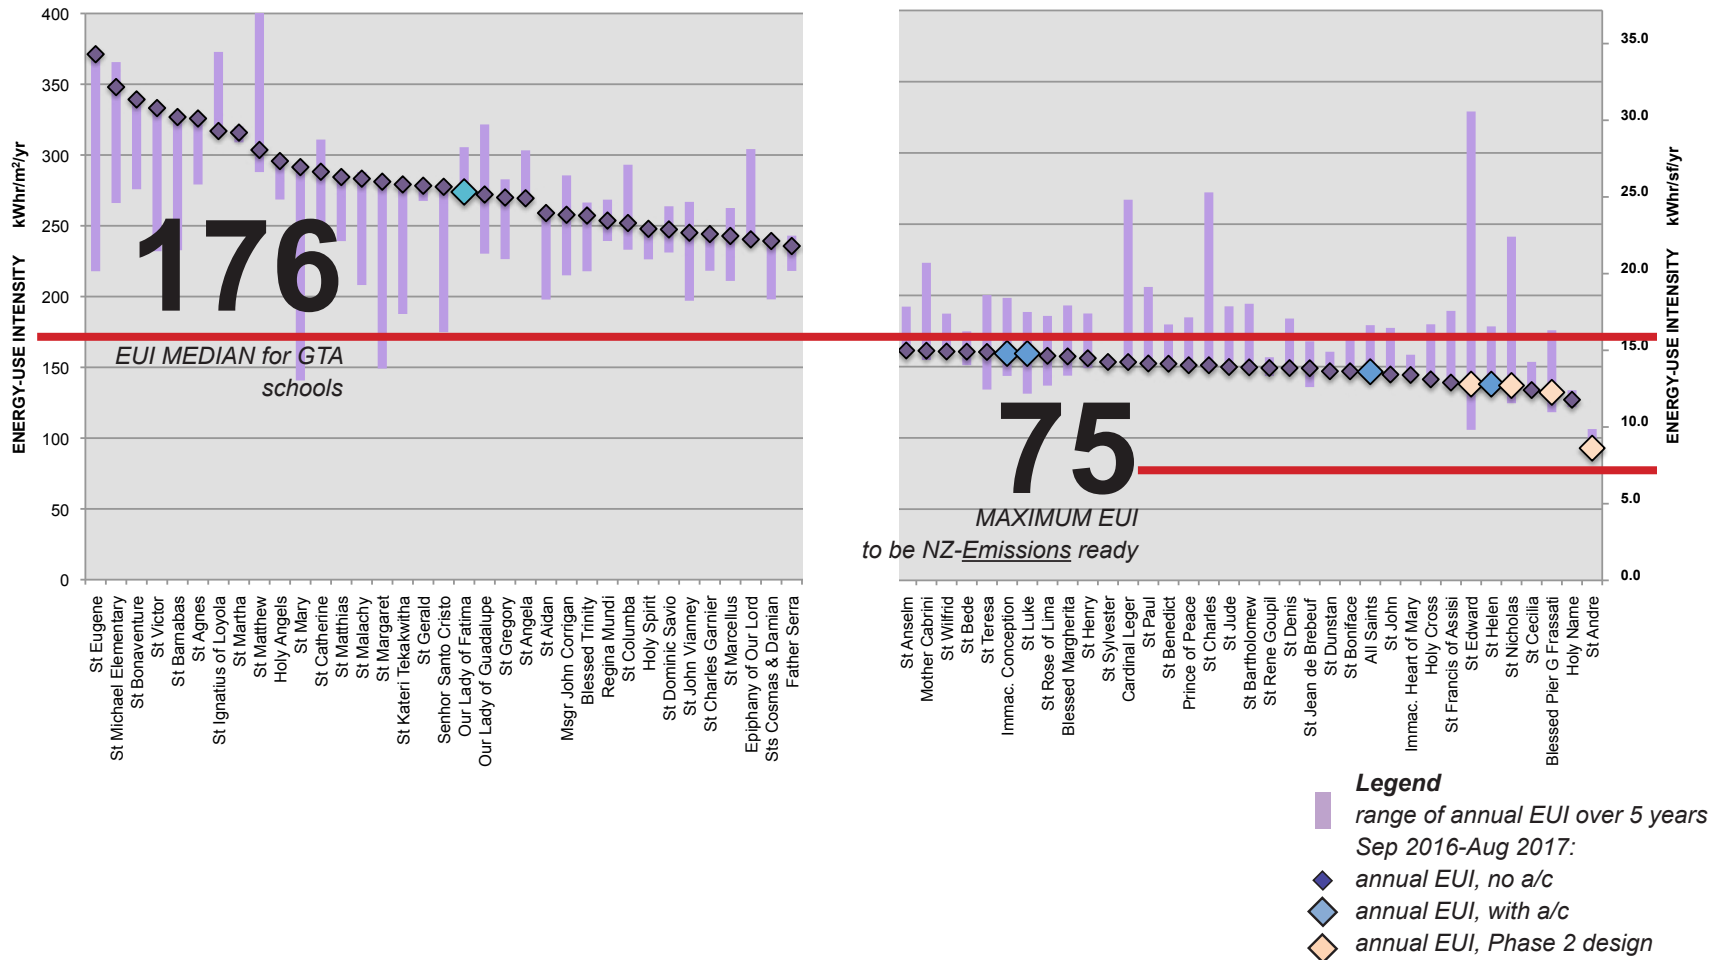 400
350
300
250
200
150
100
50
0
ENERGY-USE INTENSITY kWhr/m²/yr
176
EUI MEDIAN for GTA
schools
St Eugene
St Michael Elementary
St Bonaventure
St Victor
St Barnabas
St Agnes
St Ignatius of Loyola
St Martha
St Matthew
Holy Angels
St Mary
St Catherine
St Matthias
St Malachy
St Margaret
St Kateri Tekakwitha
St Gerald
Senhor Santo Cristo
Our Lady of Fatima
Our Lady of Guadalupe
St Gregory
St Angela
St Aidan
Msgr John Corrigan
Blessed Trinity
Regina Mundi
St Columba
Holy Spirit
St Dominic Savio
St John Vianney
St Charles Garnier
St Marcellus
Epiphany of Our Lord
Sts Cosmas & Damian
Father Serra
35.0
30.0
25.0
20.0
15.0
10.0
5.0
0.0
ENERGY-USE INTENSITY kWhr/sf/yr
75
MAXIMUM EUI
to be NZ-Emissions ready
St Anselm
Mother Cabrini
St Wilfrid
St Bede
St Teresa
Immac. Conception
St Luke
St Rose of Lima
Blessed Margherita
St Henry
St Sylvester
Cardinal Leger
St Paul
St Benedict
Prince of Peace
St Charles
St Jude
St Bartholomew
St Rene Goupil
St Denis
St Jean de Brebeuf
St Dunstan
St Boniface
All Saints
St John
Immac. Heart of Mary
Holy Cross
St Francis of Assisi
St Edward
St Helen
St Nicholas
St Cecilia
Blessed Pier G Frassati
Holy Name
St Andre
Legend
range of annual EUI over 5 years
Sep 2016-Aug 2017:
annual EUI, no a/c
annual EUI, with a/c
annual EUI, Phase 2 design